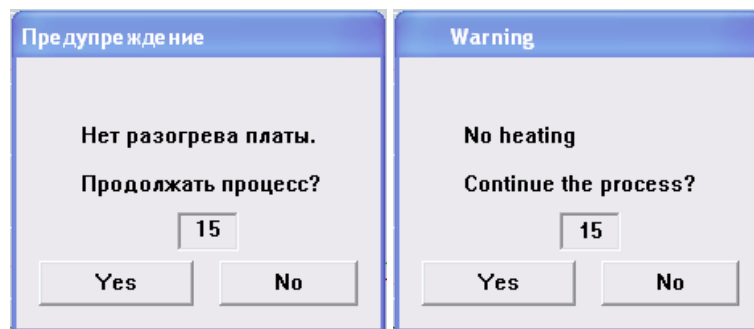 Предупреждение
Нет разогрева платы.
Продолжать процесс?
15
Yes No
Warning
No heating
Continue the process?
15
Yes No